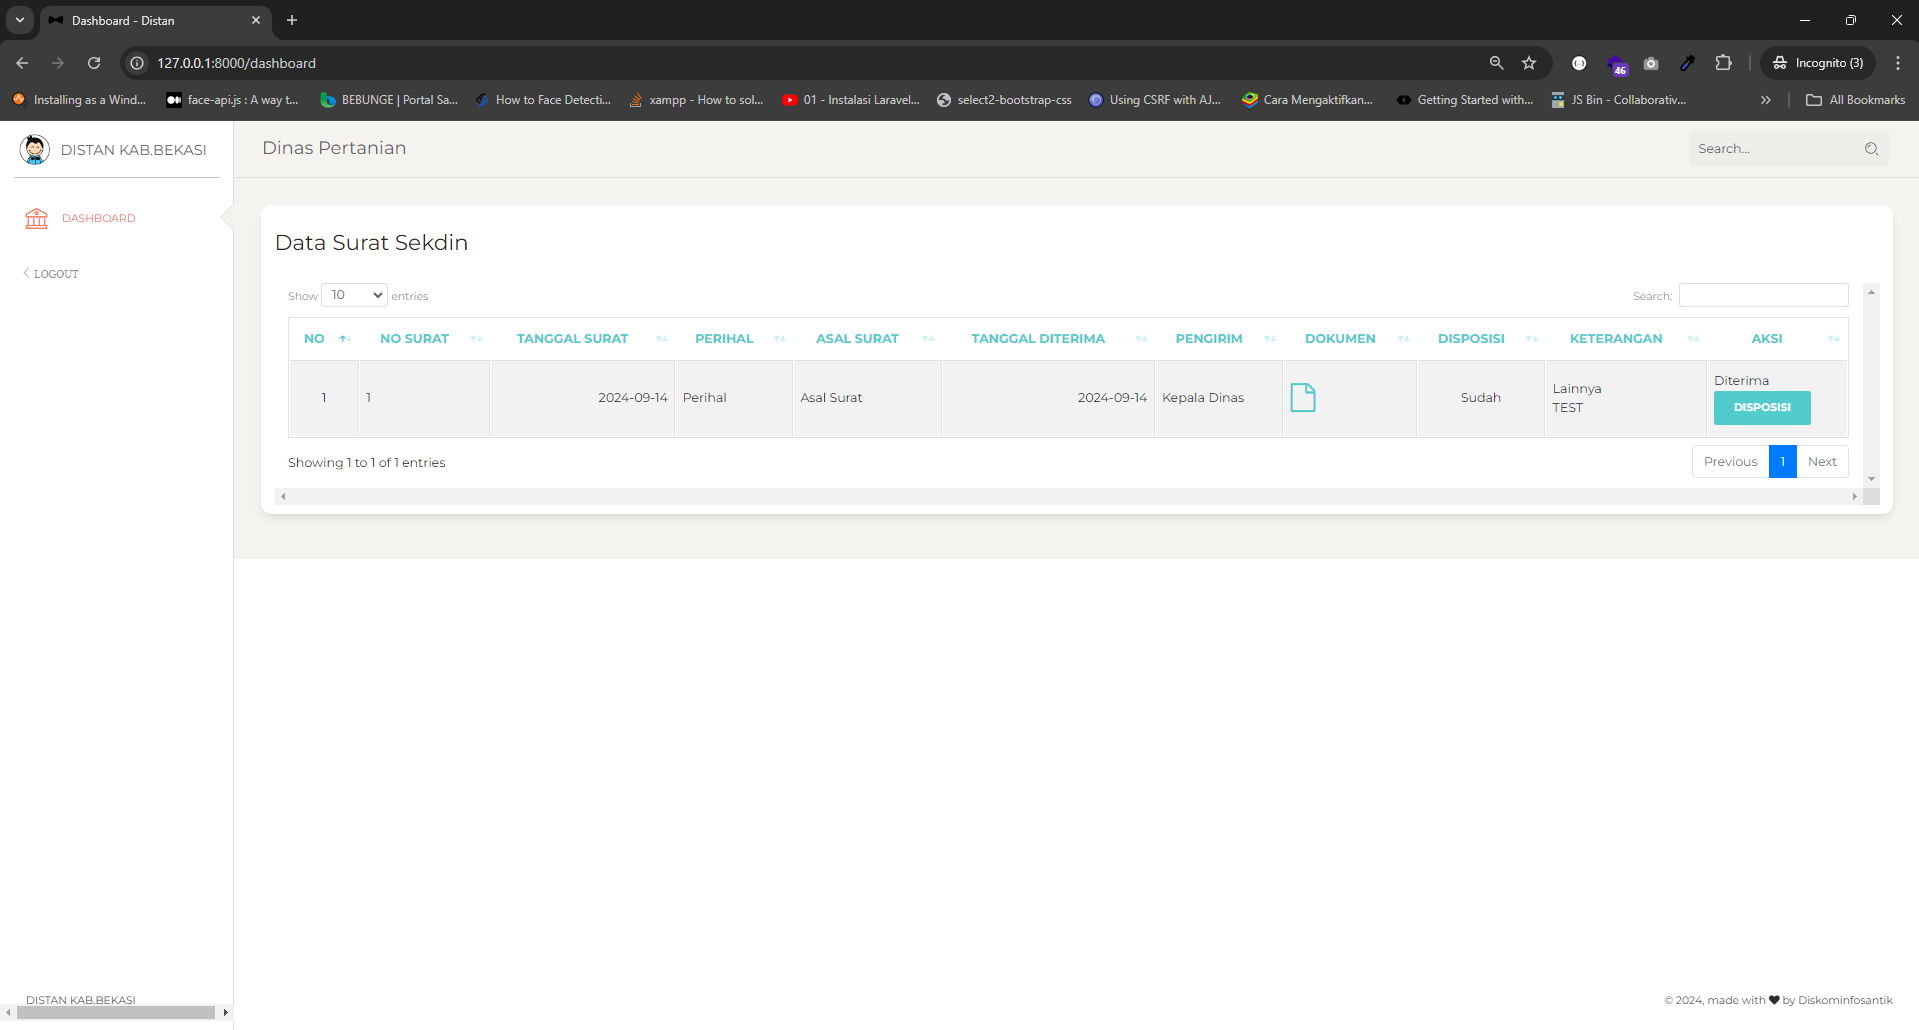 Dashboard - Distan
127.0.0.1:8000/dashboard
46
Incognito (3)
Installing as a Wind...
face-api.js : A way t...
BEBUNGE | Portal Sa...
How to Face Detecti...
xampp - How to sol...
01 - Instalasi Laravel...
select2-bootstrap-css
Using CSRF with AJ...
Cara Mengaktifkan...
Getting Started with...
JS Bin - Collaborativ...
All Bookmarks
DISTAN KAB.BEKASI
Dinas Pertanian
Search...
DASHBOARD
LOGOUT
Data Surat Sekdin
Show 10 entries
Search:
NO NO SURAT TANGGAL SURAT PERIHAL ASAL SURAT TANGGAL DITERIMA PENGIRIM DOKUMEN DISPOSISI KETERANGAN AKSI
1 1 2024-09-14 Perihal Asal Surat 2024-09-14 Kepala Dinas Sudah
Lainnya
TEST
Diterima
DISPOSISI
Showing 1 to 1 of 1 entries
Previous 1 Next
DISTAN KAB.BEKASI
© 2024, made with ♥ by Diskominfosantik